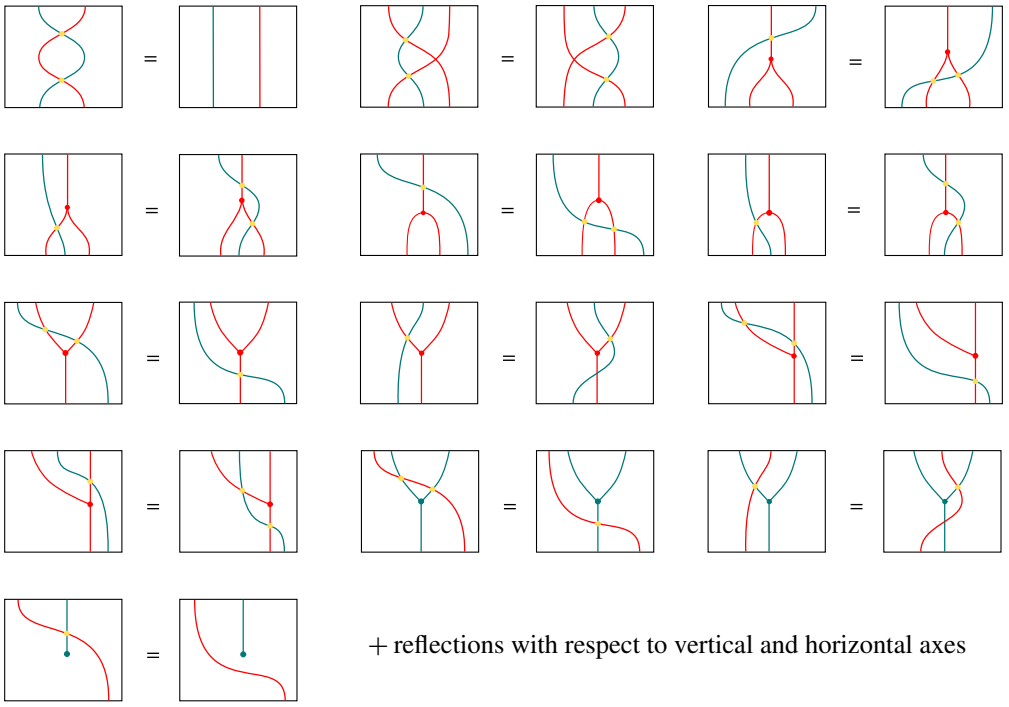 = = =
= = =
= = =
= = =
= + reflections with respect to vertical and horizontal axes